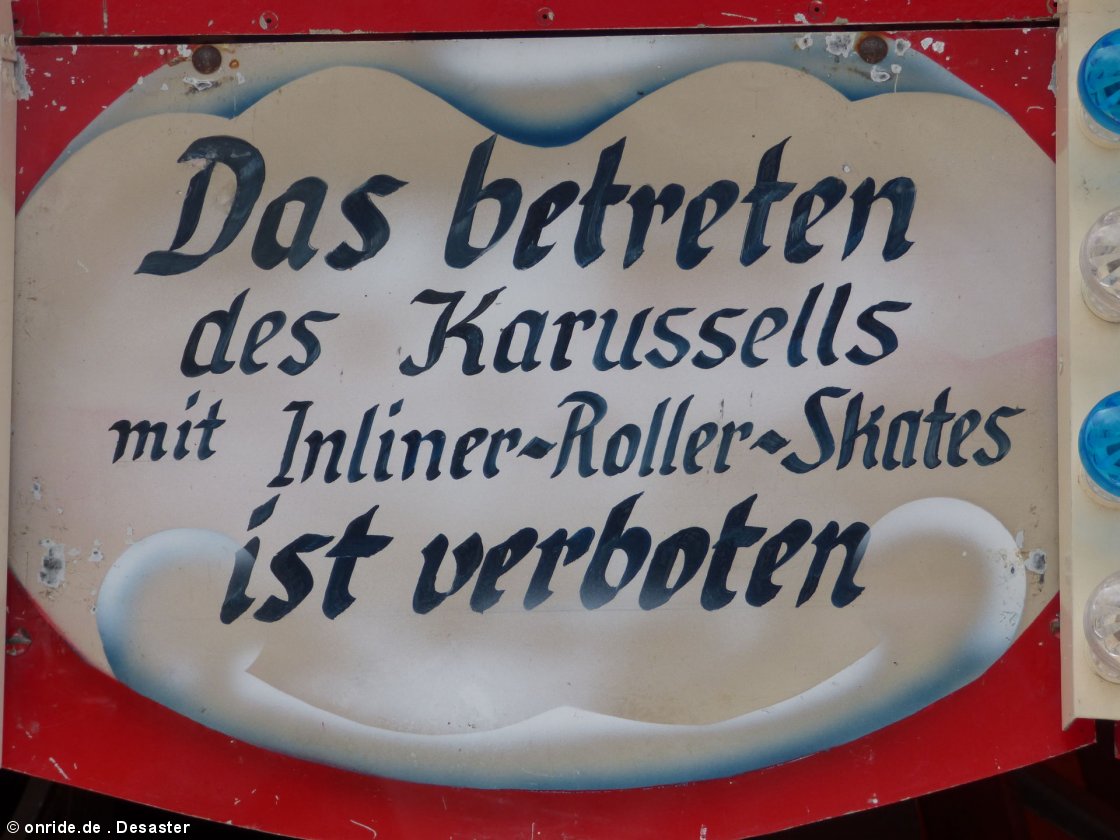 Das betreten
des Karussells
mit Inliner-Roller-Skates
ist verboten
© onride.de . Desaster